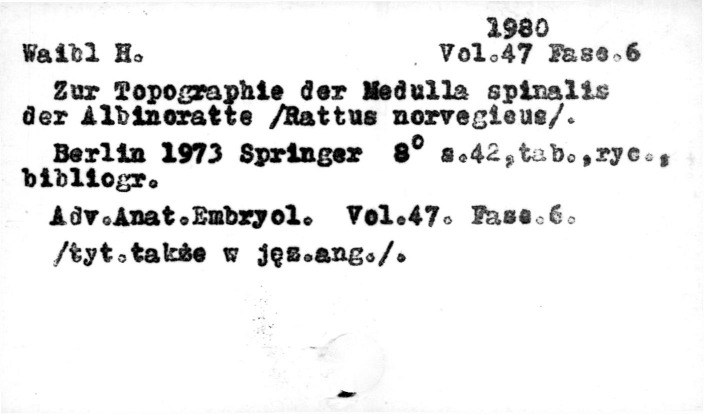 1980
Waibl H. Vol.47 Fasc.6
Zur Topographie der Medulla spinalis
der Albinoratte /Rattus norvegicus/.
Berlin 1973 Springer 8° s.42,tab.,ryc.,
bibliogr.
Adv.Anat.Embryol. Vol.47. Fasc.6.
/tyt.także w jęz.ang./.